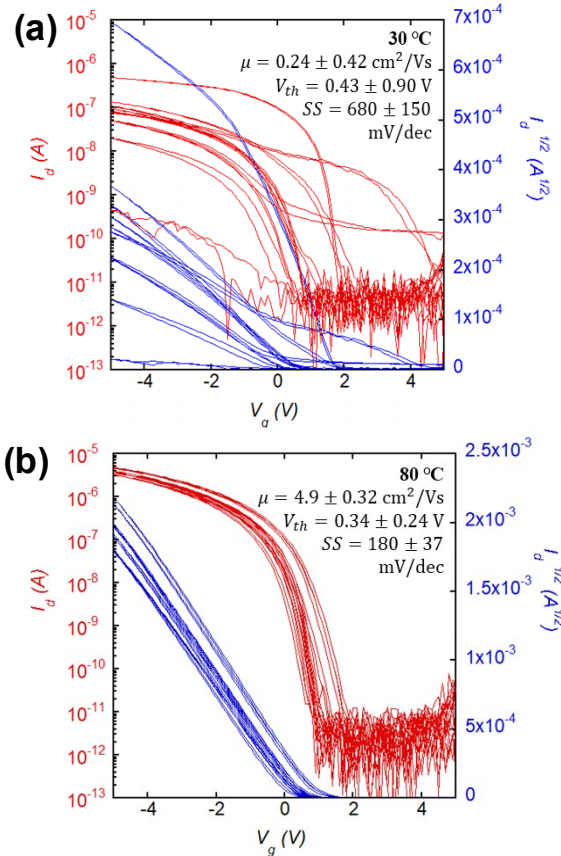 (a)
30 °C
μ = 0.24 ± 0.42 cm²/Vs
V_th = 0.43 ± 0.90 V
SS = 680 ± 150
mV/dec
10⁻⁵
10⁻⁶
10⁻⁷
10⁻⁸
10⁻⁹
10⁻¹⁰
10⁻¹¹
10⁻¹²
10⁻¹³
I_d (A)
7x10⁻⁴
6x10⁻⁴
5x10⁻⁴
4x10⁻⁴
3x10⁻⁴
2x10⁻⁴
1x10⁻⁴
0
I_d^1/2 (A^1/2)
-4 -2 0 2 4
V_g (V)
(b)
80 °C
μ = 4.9 ± 0.32 cm²/Vs
V_th = 0.34 ± 0.24 V
SS = 180 ± 37
mV/dec
10⁻⁵
10⁻⁶
10⁻⁷
10⁻⁸
10⁻⁹
10⁻¹⁰
10⁻¹¹
10⁻¹²
10⁻¹³
I_d (A)
2.5x10⁻³
2x10⁻³
1.5x10⁻³
1x10⁻³
5x10⁻⁴
0
I_d^1/2 (A^1/2)
-4 -2 0 2 4
V_g (V)